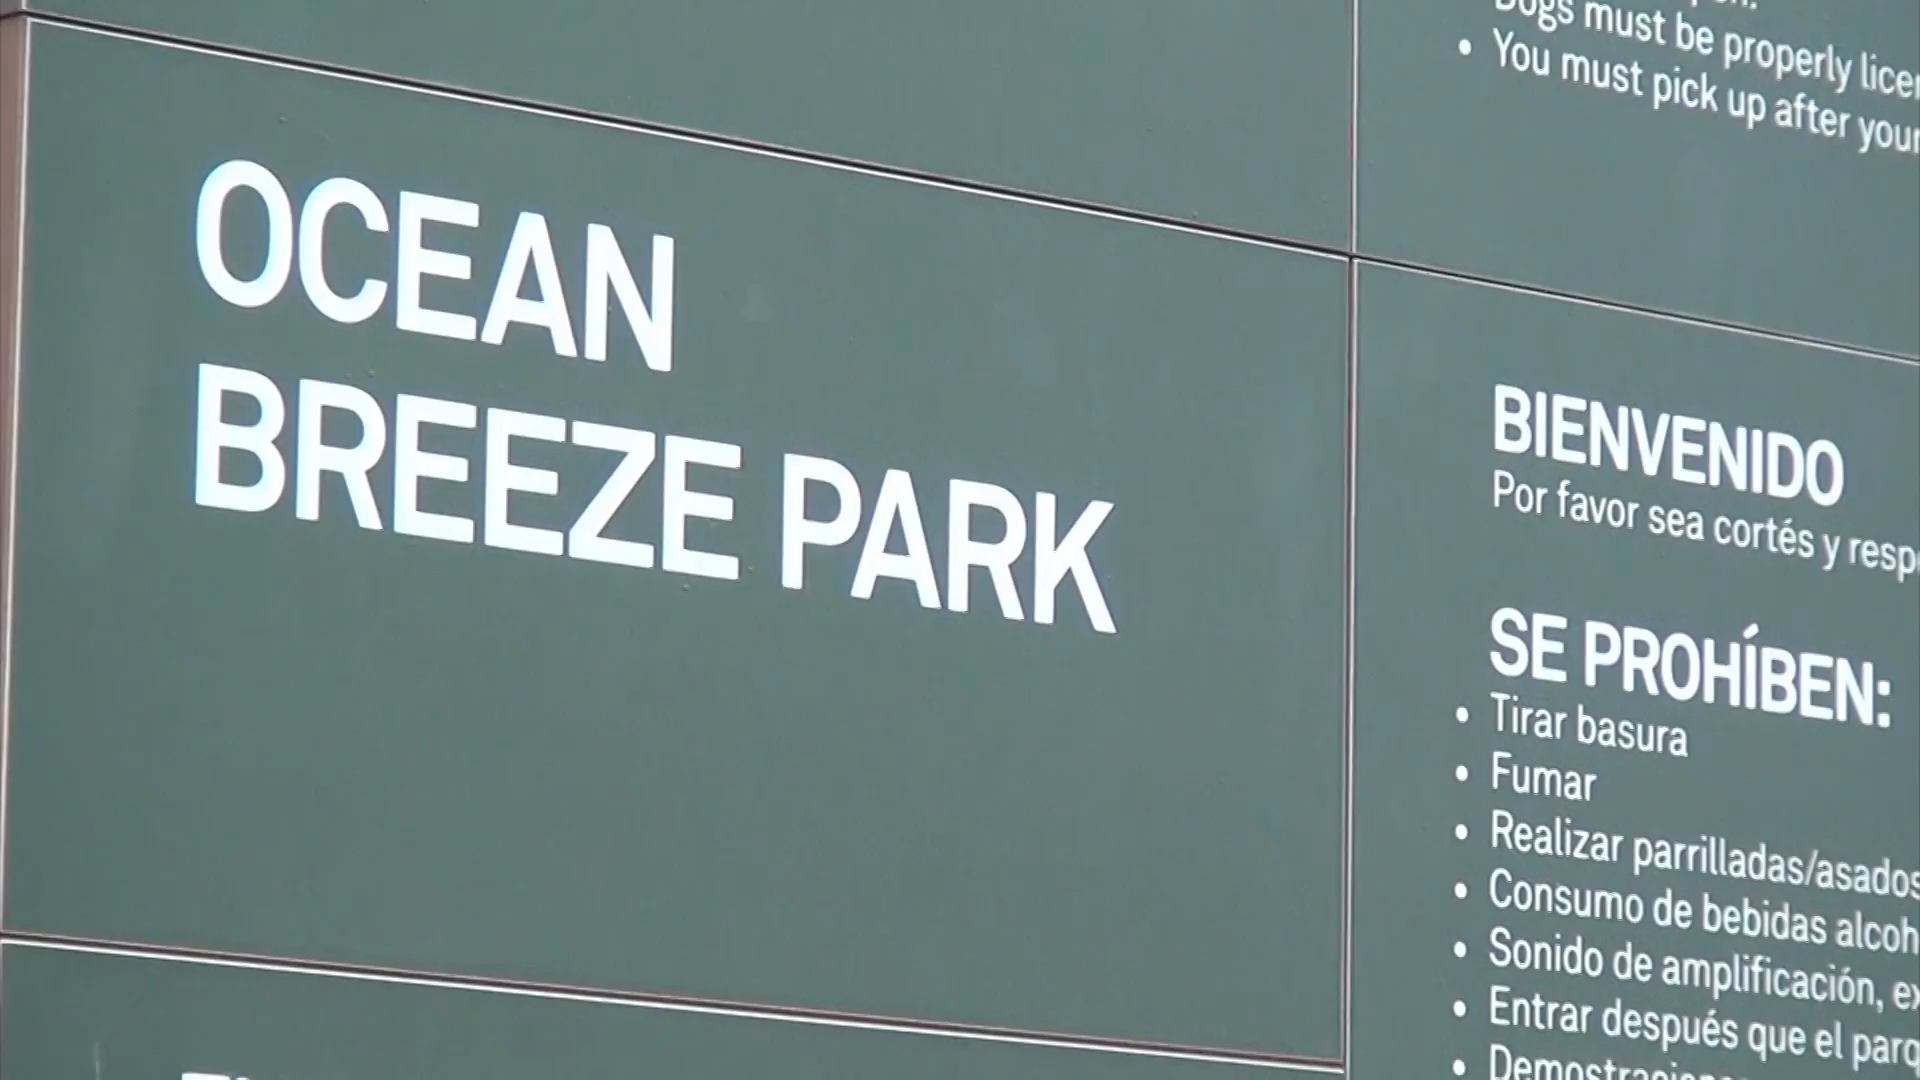 OCEAN
BREEZE PARK
Dogs must be properly
• You must pick up after your
BIENVENIDO
Por favor sea cortés y
SE PROHÍBEN:
• Tirar basura
• Fumar
• Realizar parrilladas/asados
• Consumo de bebidas
• Sonido de amplificación,
• Entrar después que el